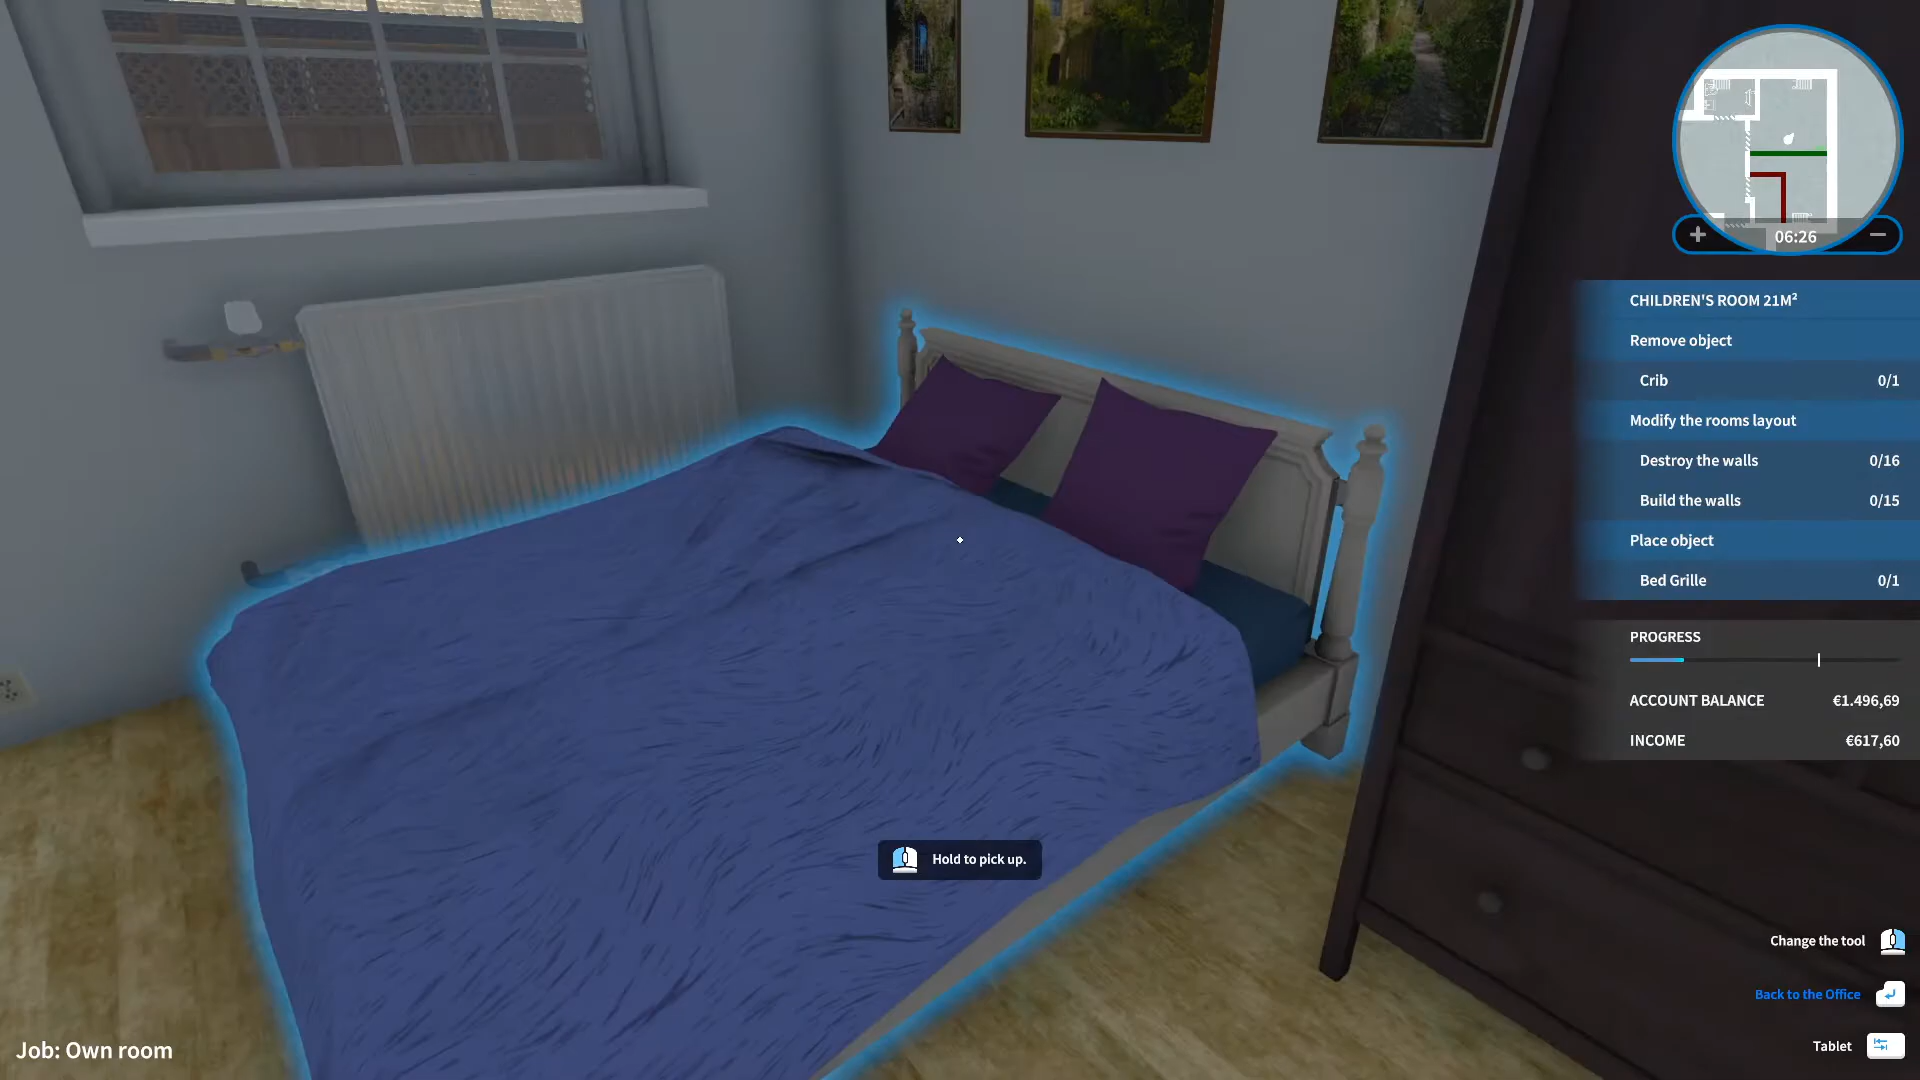 06:26
CHILDREN'S ROOM 21M²
Remove object
Crib 0/1
Modify the rooms layout
Destroy the walls 0/16
Build the walls 0/15
Place object
Bed Grille 0/1
PROGRESS
ACCOUNT BALANCE €1.496,69
INCOME €617,60
Hold to pick up.
Change the tool
Back to the Office
Job: Own room
Tablet